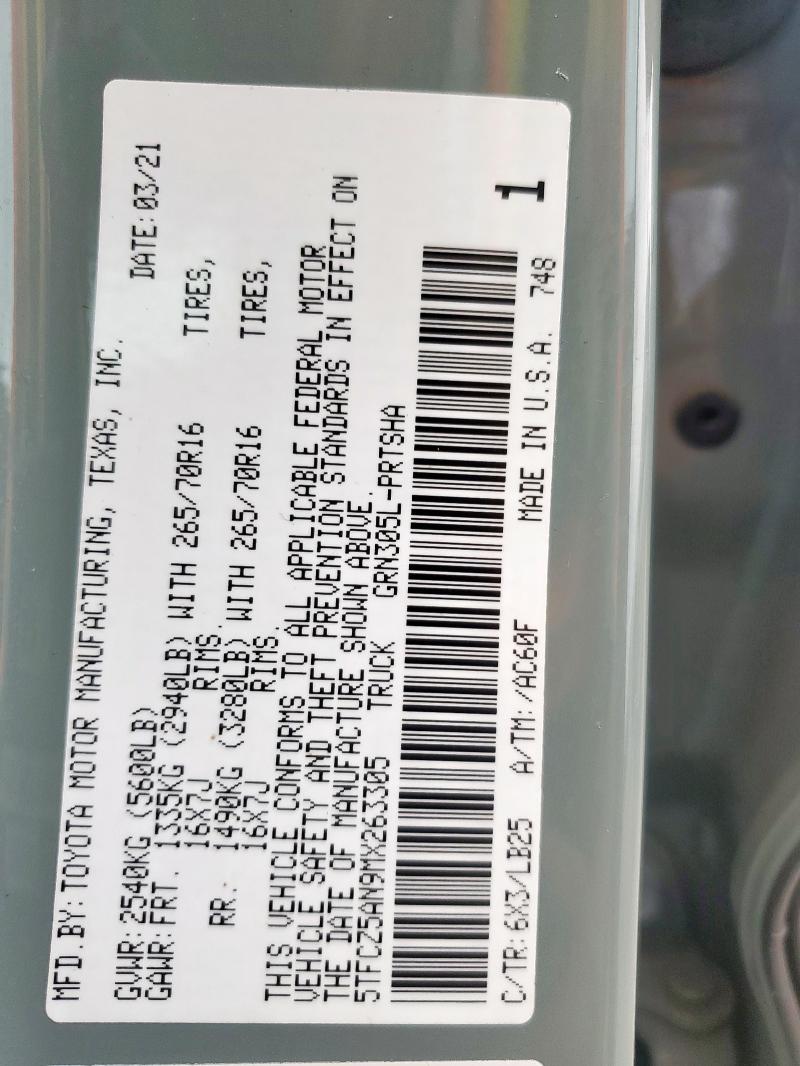 MFD.BY:TOYOTA MOTOR MANUFACTURING, TEXAS, INC.
DATE:03/21
GVWR:2540KG (5600LB)
GAWR:FRT. 1335KG (2940LB) WITH 265/70R16 TIRES,
16X7J RIMS.
RR.: 1490KG (3280LB) WITH 265/70R16 TIRES,
16X7J RIMS.
THIS VEHICLE CONFORMS TO ALL APPLICABLE FEDERAL MOTOR
VEHICLE SAFETY AND THEFT PREVENTION STANDARDS IN EFFECT ON
THE DATE OF MANUFACTURE SHOWN ABOVE.
5TFCZ5AN9MX263305 TRUCK GRN305L-PRTSHA
1
C/TR:6X3/LB25 A/TM:/AC60F MADE IN U.S.A. 748